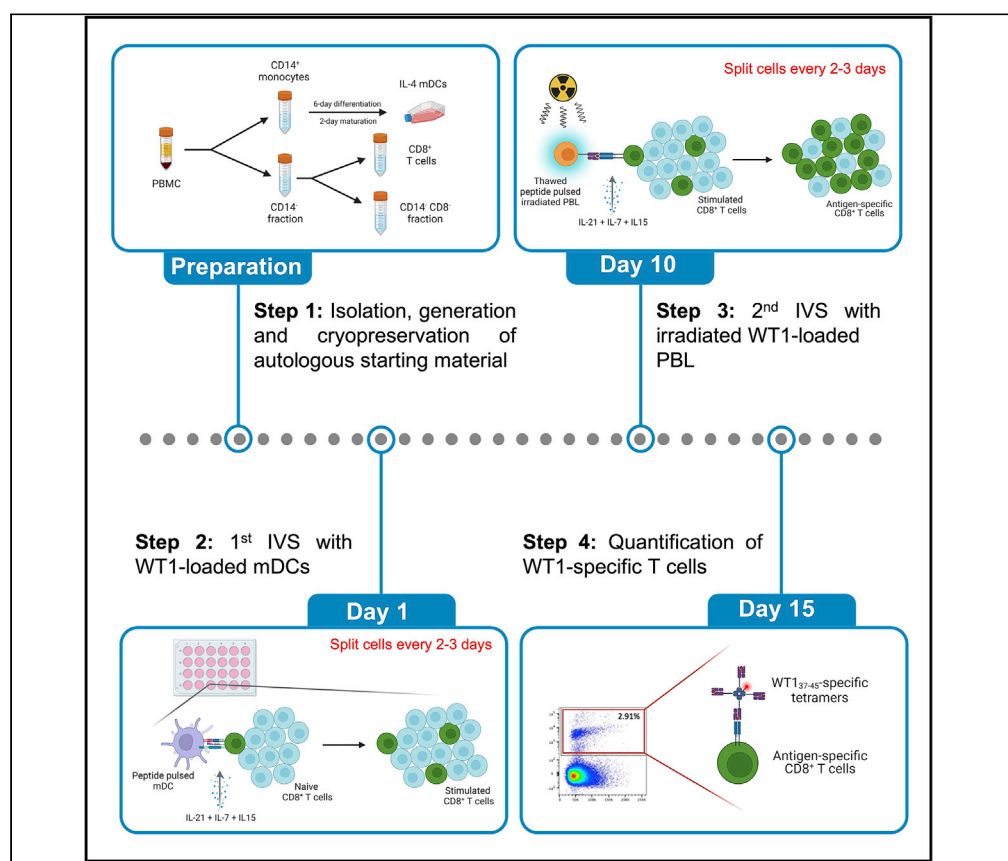 CD14⁺
monocytes
6-day differentiation
2-day maturation
IL-4 mDCs
PBMC
CD8⁺
T cells
CD14⁻
fraction
CD14⁻ CD8⁻
fraction
Preparation
Step 1: Isolation, generation
and cryopreservation of
autologous starting material
Split cells every 2-3 days
Thawed
peptide pulsed
irradiated PBL
IL-21 + IL-7 + IL15
Stimulated
CD8⁺ T cells
Antigen-specific
CD8⁺ T cells
Day 10
Step 3: 2nd IVS with
irradiated WT1-loaded
PBL
Step 2: 1st IVS with
WT1-loaded mDCs
Day 1
Split cells every 2-3 days
Peptide pulsed
mDC
IL-21 + IL-7 + IL15
Naive
CD8⁺ T cells
Stimulated
CD8⁺ T cells
Step 4: Quantification of
WT1-specific T cells
Day 15
2.91%
WT1₃₇₋₄₅-specific
tetramers
Antigen-specific
CD8⁺ T cells